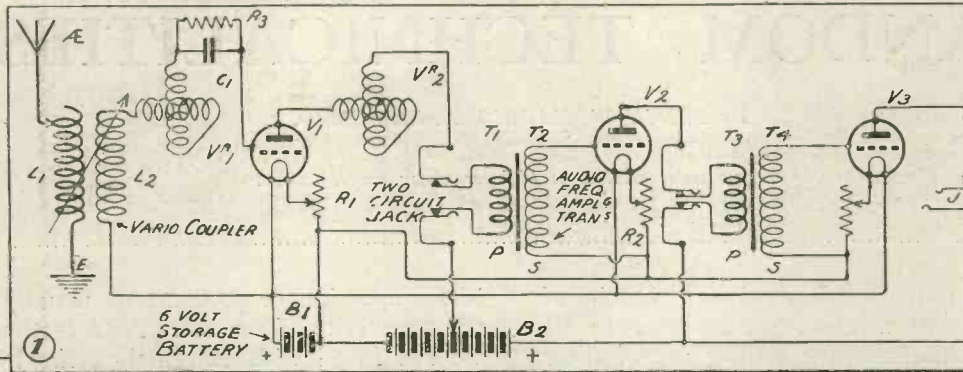 Æ
R3
C1
VR2
V1
VR1
L1
L2
VARIO COUPLER
E
R1
TWO
CIRCUIT
JACK
T1
T2
P
S
AUDIO
FREQ
AMPLG
TRANS
V2
R2
T3
T4
P
S
V3
J
6 VOLT
STORAGE
BATTERY
B1
+
B2
+
1